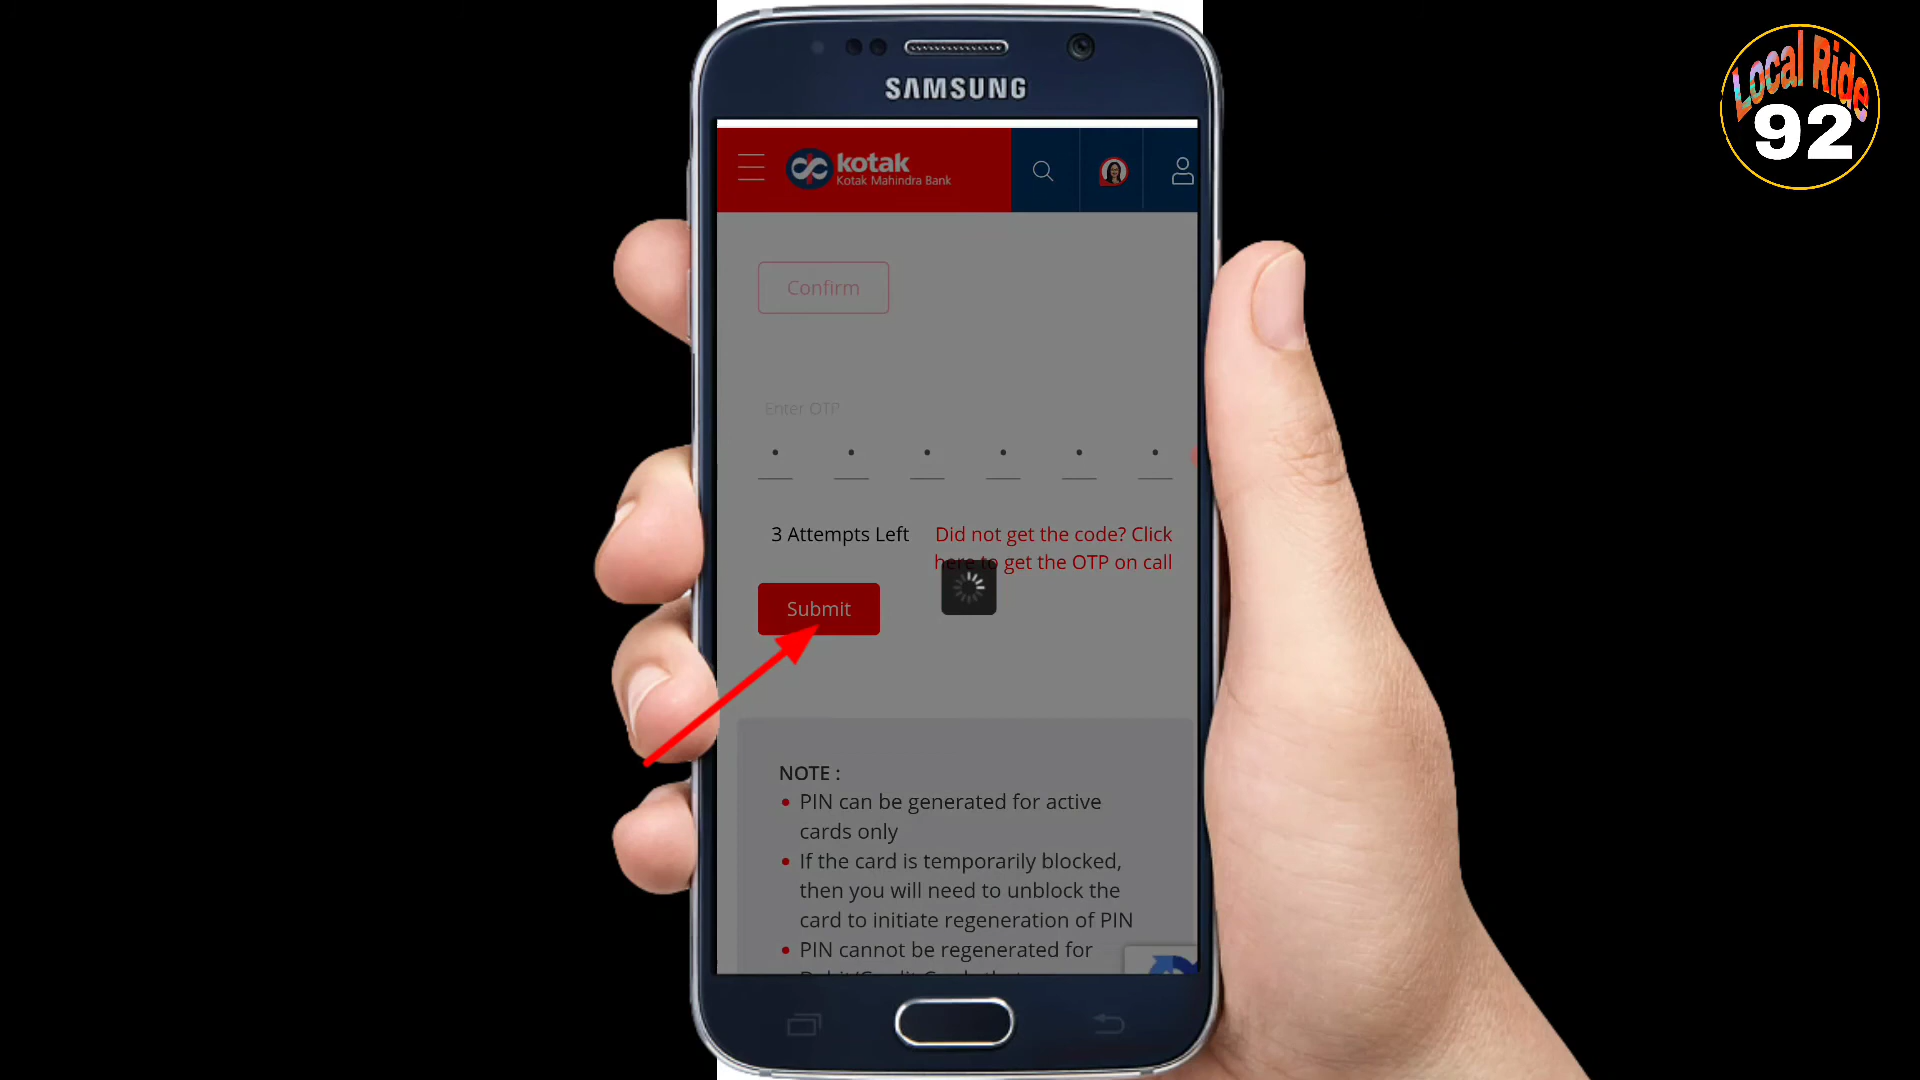 Local Ride
92
SAMSUNG
kotak
Kotak Mahindra Bank
Confirm
Enter OTP
3 Attempts Left
Did not get the code? Click
here to get the OTP on call
Submit
NOTE :
PIN can be generated for active
cards only
If the card is temporarily blocked,
then you will need to unblock the
card to initiate regeneration of PIN
PIN cannot be regenerated for